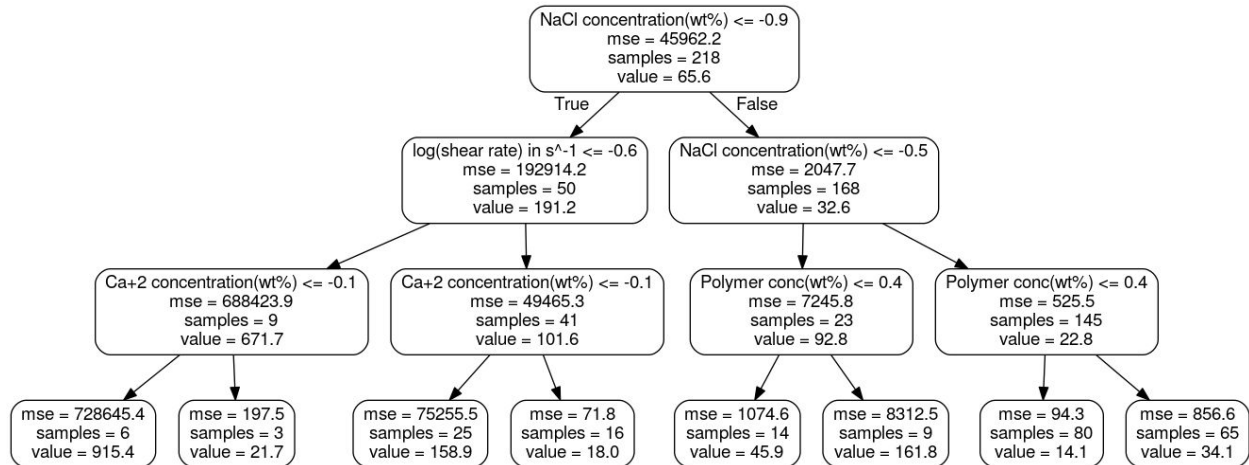 NaCl concentration(wt%) <= -0.9
mse = 45962.2
samples = 218
value = 65.6
True
False
log(shear rate) in s^-1 <= -0.6
mse = 192914.2
samples = 50
value = 191.2
NaCl concentration(wt%) <= -0.5
mse = 2047.7
samples = 168
value = 32.6
Ca+2 concentration(wt%) <= -0.1
mse = 688423.9
samples = 9
value = 671.7
Ca+2 concentration(wt%) <= -0.1
mse = 49465.3
samples = 41
value = 101.6
Polymer conc(wt%) <= 0.4
mse = 7245.8
samples = 23
value = 92.8
Polymer conc(wt%) <= 0.4
mse = 525.5
samples = 145
value = 22.8
mse = 728645.4
samples = 6
value = 915.4
mse = 197.5
samples = 3
value = 21.7
mse = 75255.5
samples = 25
value = 158.9
mse = 71.8
samples = 16
value = 18.0
mse = 1074.6
samples = 14
value = 45.9
mse = 8312.5
samples = 9
value = 161.8
mse = 94.3
samples = 80
value = 14.1
mse = 856.6
samples = 65
value = 34.1